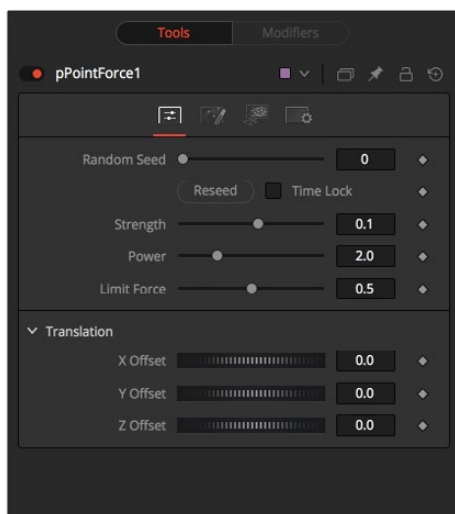 Tools Modifiers
pPointForce1
Random Seed 0
Reseed Time Lock
Strength 0.1
Power 2.0
Limit Force 0.5
Translation
X Offset 0.0
Y Offset 0.0
Z Offset 0.0